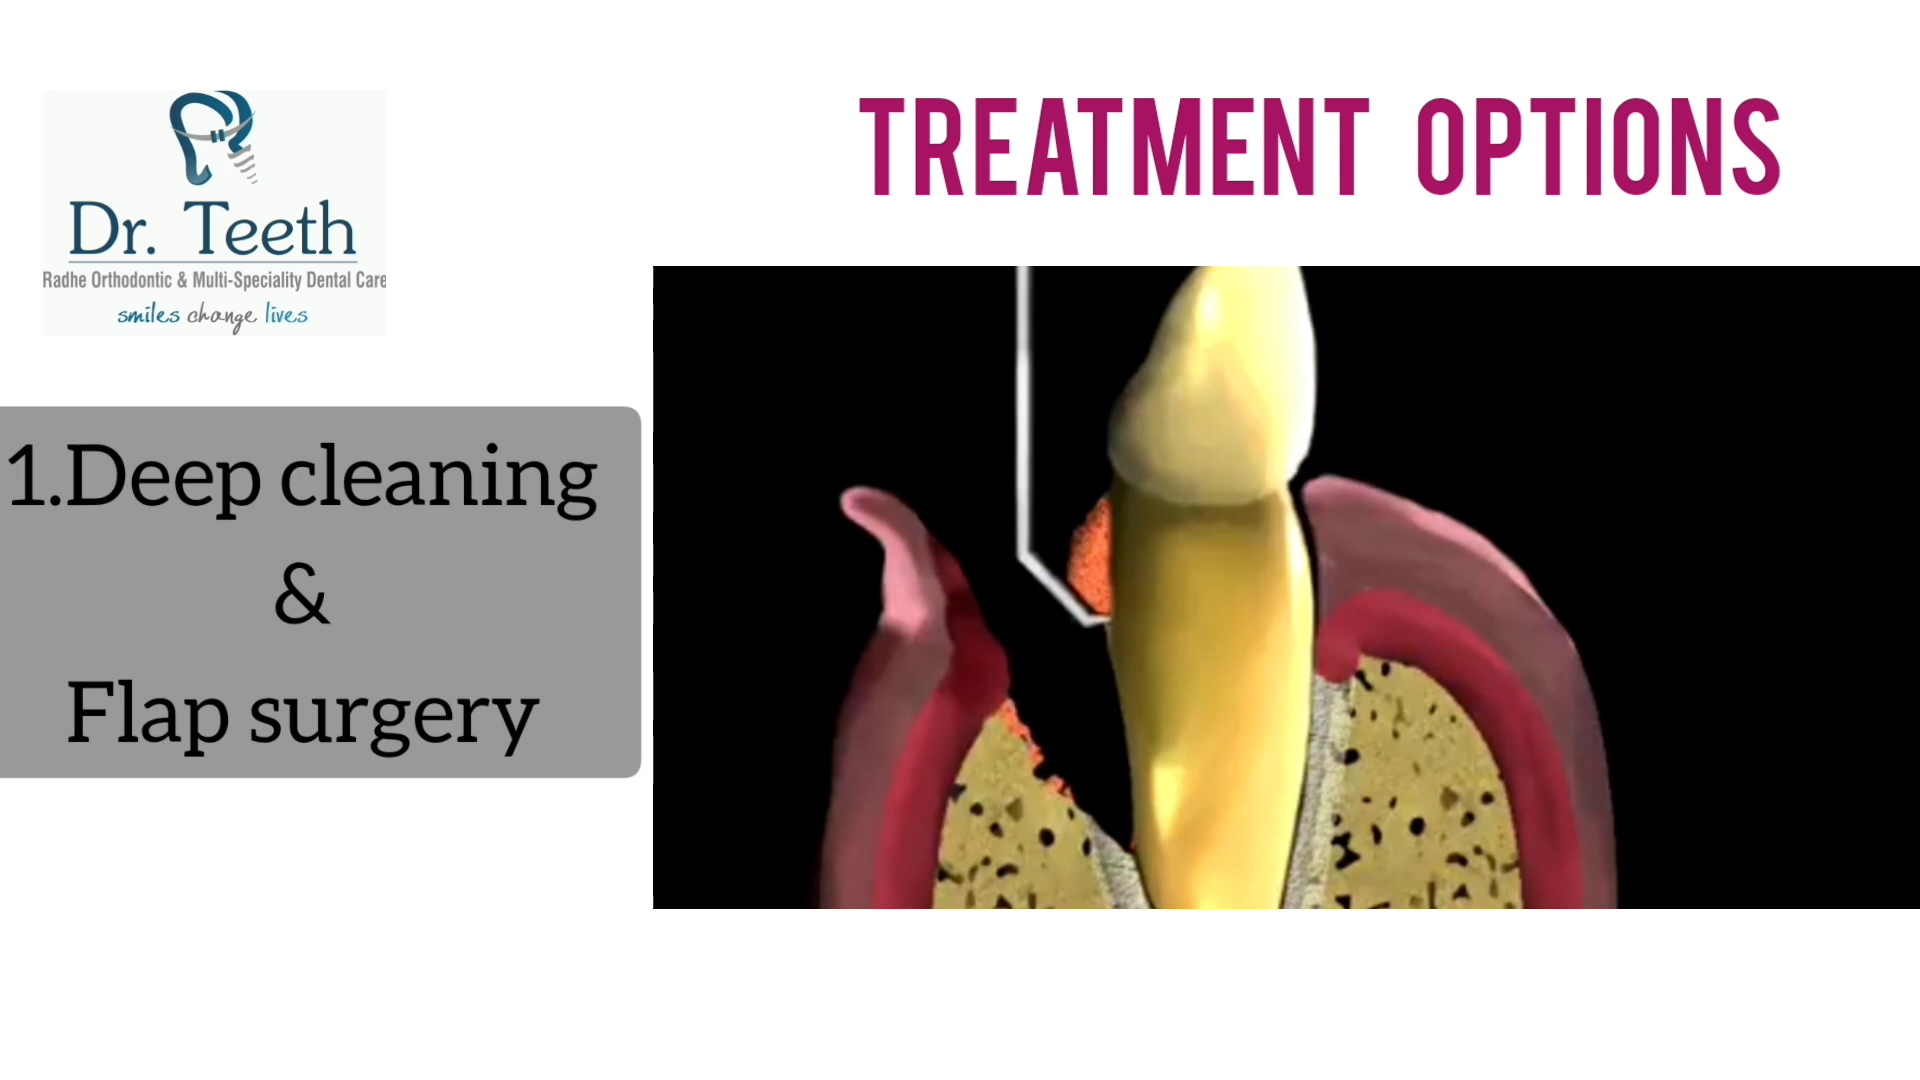 TREATMENT OPTIONS
Dr. Teeth
Radhe Orthodontic & Multi-Speciality Dental Care
smiles change lives
1.Deep cleaning
&
Flap surgery